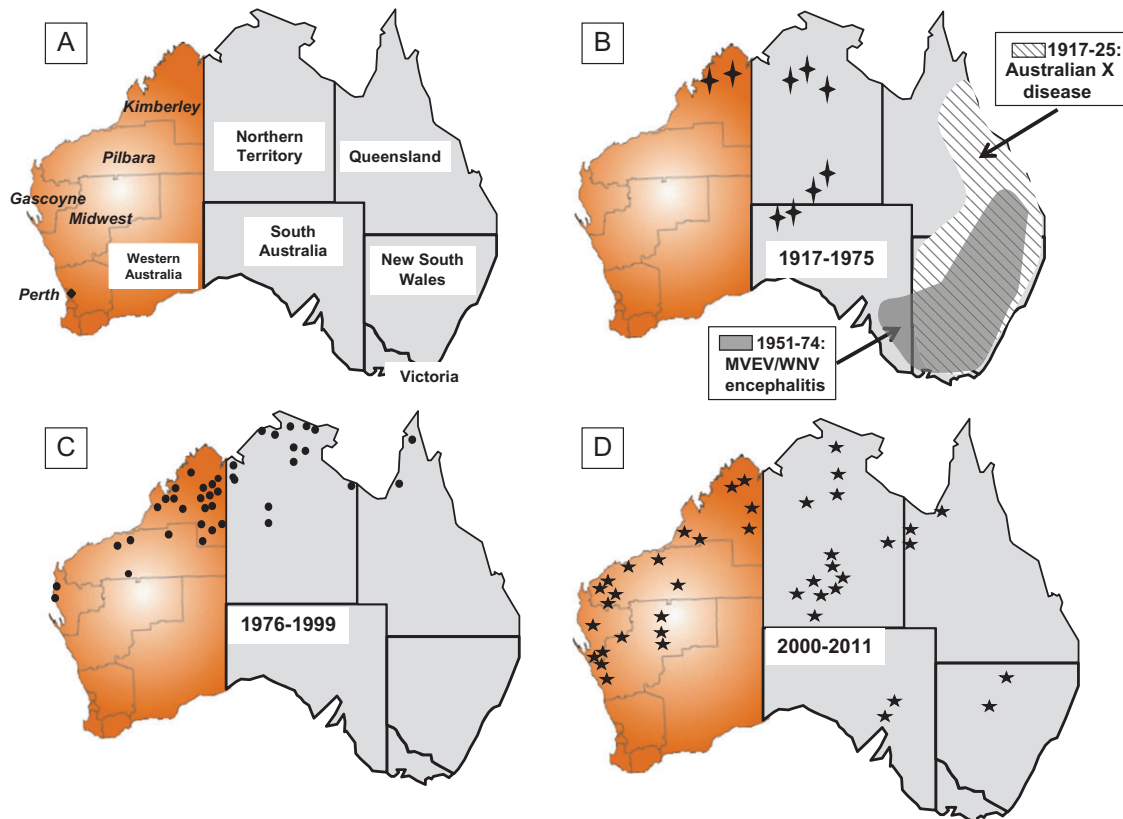 A
Kimberley
Pilbara
Gascoyne
Midwest
Western
Australia
Perth
Northern
Territory
Queensland
South
Australia
New South
Wales
Victoria
B
1917-25:
Australian X
disease
1917-1975
1951-74:
MVEV/WNV
encephalitis
C
1976-1999
D
2000-2011